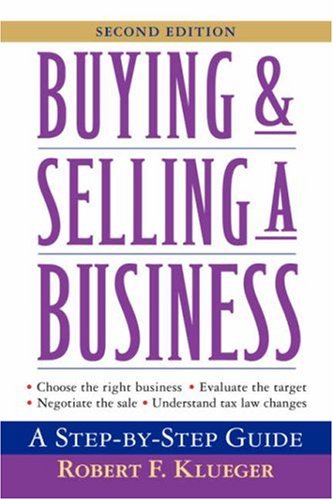 SECOND EDITION
BUYING &
SELLING A
BUSINESS
• Choose the right business • Evaluate the target
• Negotiate the sale • Understand tax law changes
A STEP-BY-STEP GUIDE
ROBERT F. KLUEGER